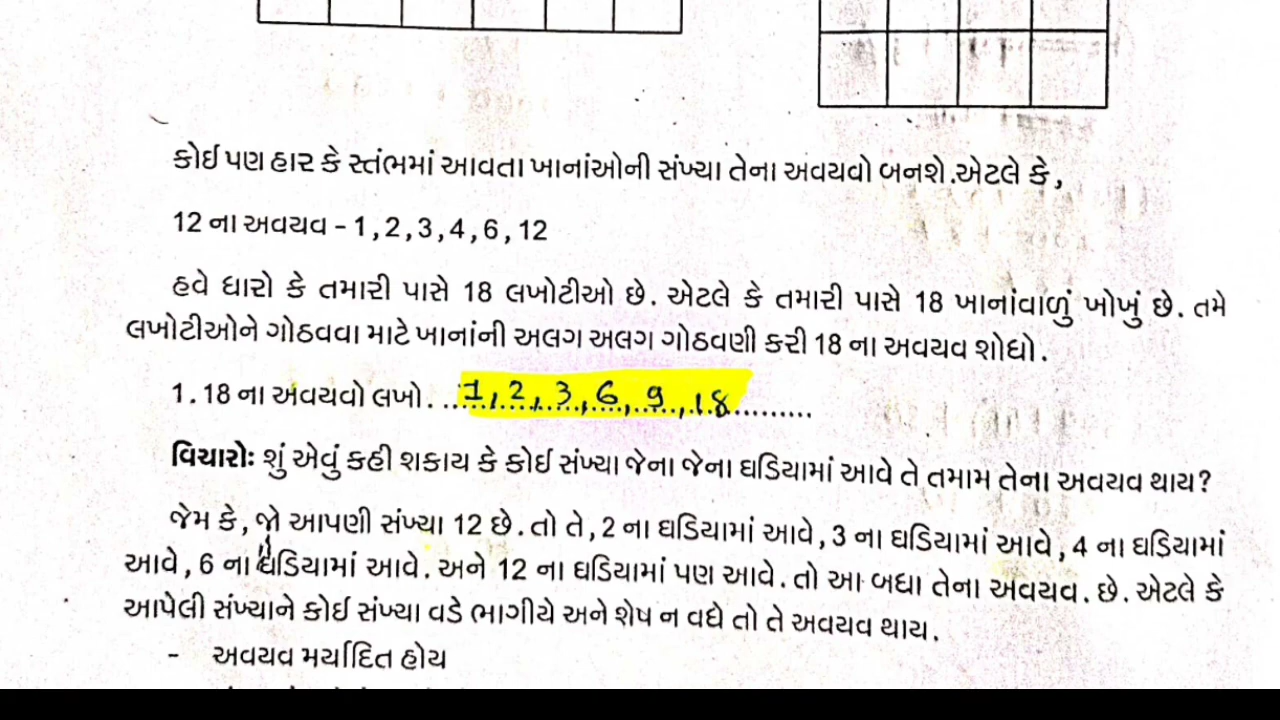 કોઈ પણ હાર કે સ્તંભમાં આવતા ખાનાંઓની સંખ્યા તેના અવયવો બનશે.એટલે કે,
12 ના અવયવ - 1,2,3,4,6,12
હવે ધારો કે તમારી પાસે 18 લખોટીઓ છે. એટલે કે તમારી પાસે 18 ખાનાંવાળું ખોખું છે. તમે
લખોટીઓને ગોઠવવા માટે ખાનાંની અલગ અલગ ગોઠવણી કરી 18 ના અવયવ શોધો.
1. 18 ના અવયવો લખો. 1, 2, 3, 6, 9, 18
વિચારોઃ શું એવું કહી શકાય કે કોઈ સંખ્યા જેના જેના ઘડિયામાં આવે તે તમામ તેના અવયવ થાય?
જેમ કે, જો આપણી સંખ્યા 12 છે. તો તે, 2 ના ઘડિયામાં આવે, 3 ના ઘડિયામાં આવે, 4 ના ઘડિયામાં
આવે, 6 ના ઘડિયામાં આવે. અને 12 ના ઘડિયામાં પણ આવે. તો આ બધા તેના અવયવ. છે. એટલે કે
આપેલી સંખ્યાને કોઈ સંખ્યા વડે ભાગીયે અને શેષ ન વધે તો તે અવયવ થાય.
- અવયવ મર્યાદિત હોય